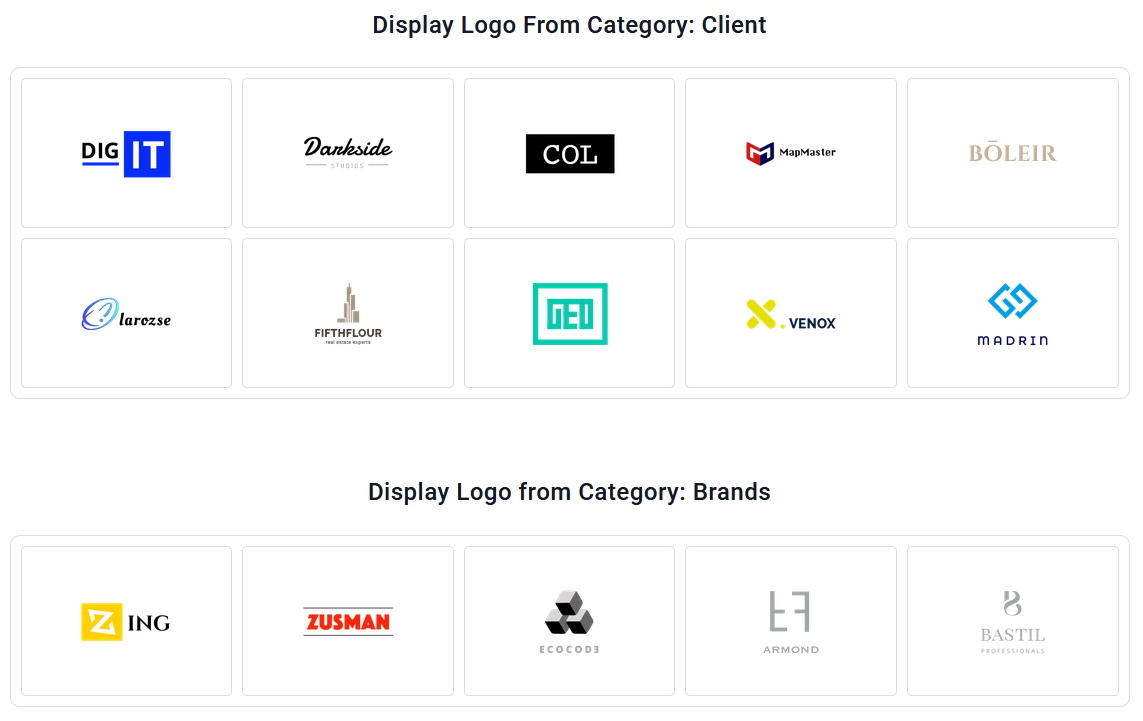 Display Logo From Category: Client
DIG IT
Darkside
STUDIOS
COL
MapMaster
BŌLEIR
larozse
FIFTHFLOUR
real estate experts
GEO
X. VENOX
MADRIN
Display Logo from Category: Brands
Z ING
ZUSMAN
ECOCODE
ARMOND
BASTIL
PROFESSIONALS